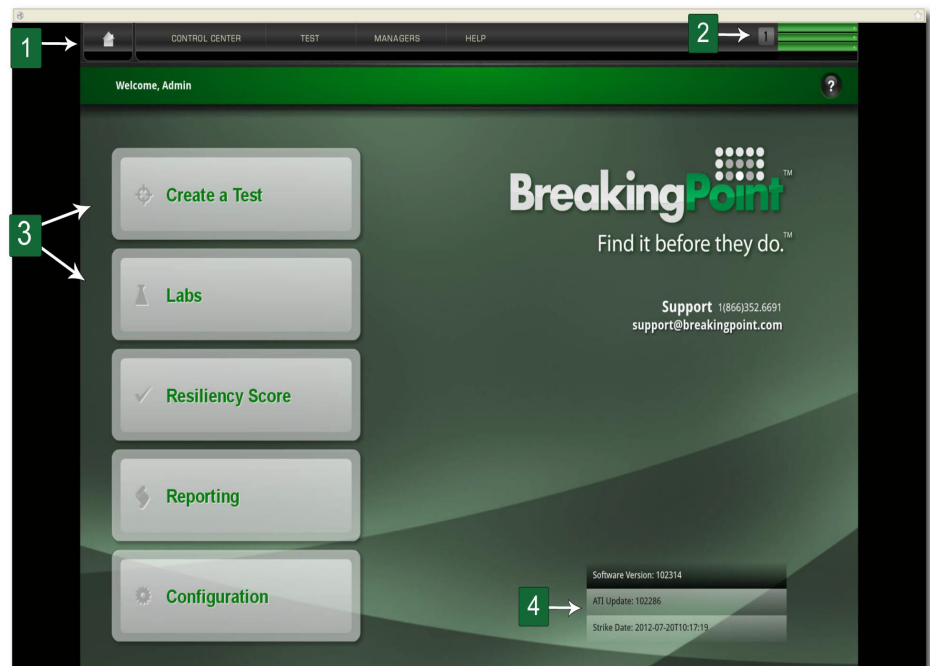 1
CONTROL CENTER TEST MANAGERS HELP
2
1
Welcome, Admin
?
3
Create a Test
Labs
Resiliency Score
Reporting
Configuration
BreakingPoint™
Find it before they do.™
Support 1(866)352.6691
support@breakingpoint.com
4
Software Version: 102314
ATI Update: 102286
Strike Date: 2012-07-20T10:17:19